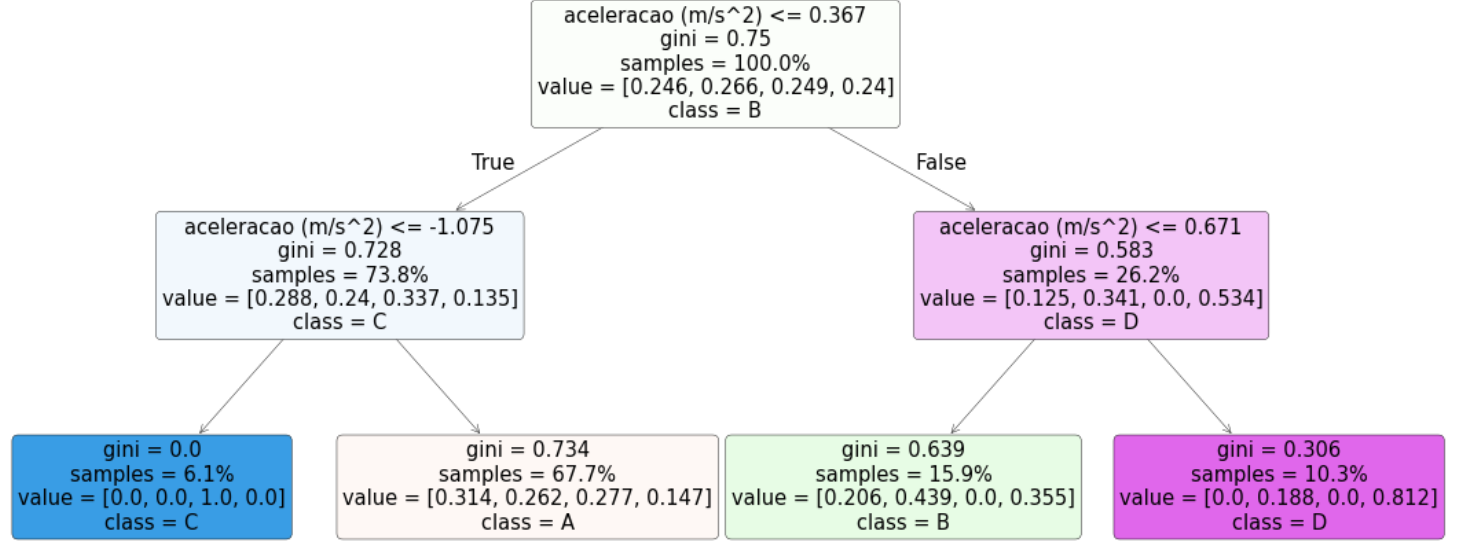 aceleracao (m/s^2) <= 0.367
gini = 0.75
samples = 100.0%
value = [0.246, 0.266, 0.249, 0.24]
class = B
True
False
aceleracao (m/s^2) <= -1.075
gini = 0.728
samples = 73.8%
value = [0.288, 0.24, 0.337, 0.135]
class = C
aceleracao (m/s^2) <= 0.671
gini = 0.583
samples = 26.2%
value = [0.125, 0.341, 0.0, 0.534]
class = D
gini = 0.0
samples = 6.1%
value = [0.0, 0.0, 1.0, 0.0]
class = C
gini = 0.734
samples = 67.7%
value = [0.314, 0.262, 0.277, 0.147]
class = A
gini = 0.639
samples = 15.9%
value = [0.206, 0.439, 0.0, 0.355]
class = B
gini = 0.306
samples = 10.3%
value = [0.0, 0.188, 0.0, 0.812]
class = D